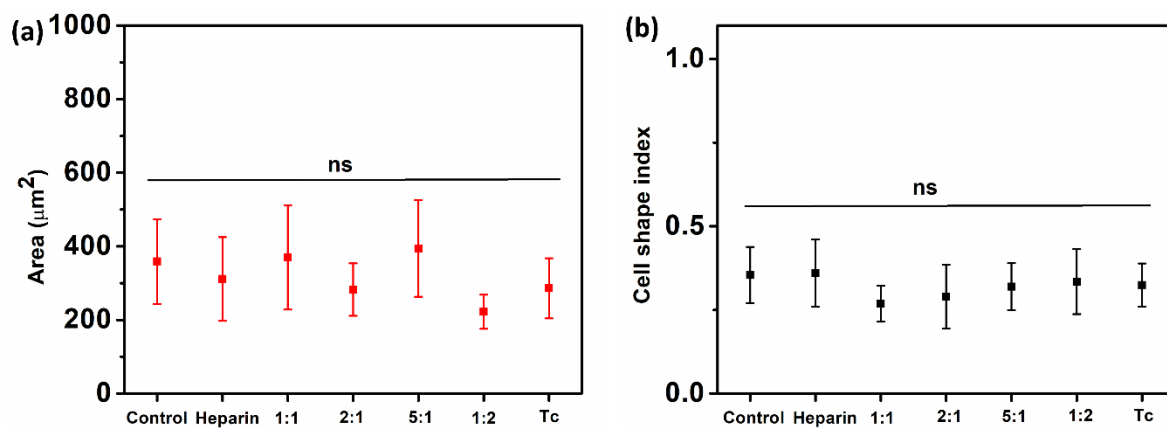 (a)
1000
800
600
400
200
0
Area (μm²)
ns
Control Heparin 1:1 2:1 5:1 1:2 Tc
(b)
1.0
0.5
0.0
Cell shape index
ns
Control Heparin 1:1 2:1 5:1 1:2 Tc